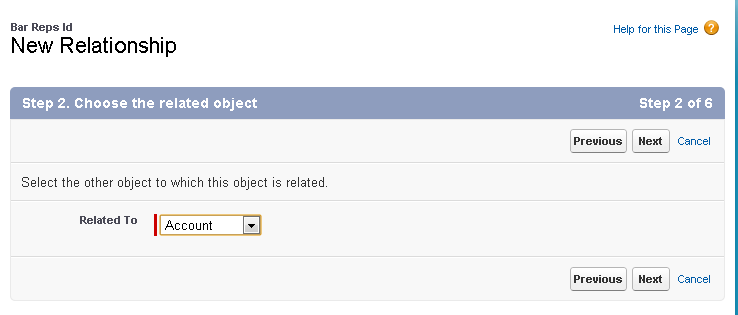 Bar Reps Id
New Relationship
Help for this Page ?
Step 2. Choose the related object
Step 2 of 6
Previous Next Cancel
Select the other object to which this object is related.
Related To Account
Previous Next Cancel